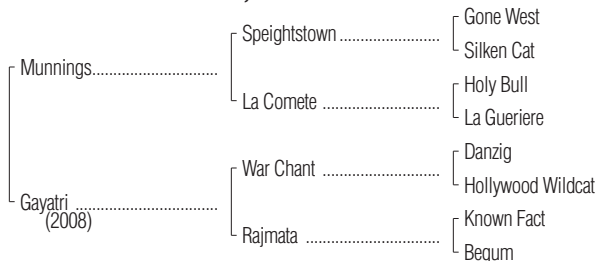 Gone West
Speightstown ..........................
Silken Cat
Munnings.............................
Holy Bull
La Comete ...........................
La Gueriere
Danzig
War Chant ...........................
Hollywood Wildcat
Gayatri .................................
(2008)
Known Fact
Rajmata ...............................
Begum